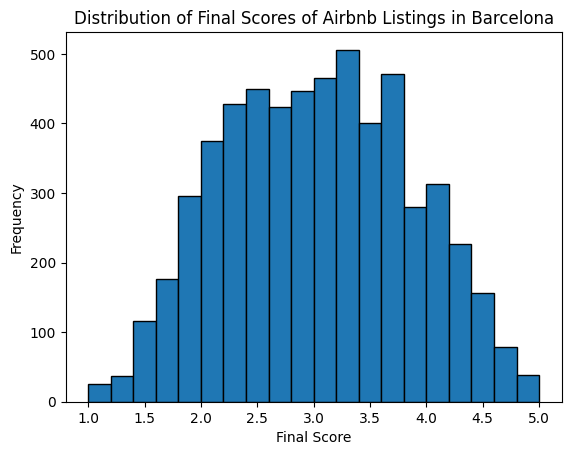 Distribution of Final Scores of Airbnb Listings in Barcelona
500
400
300
200
100
0
Frequency
1.0 1.5 2.0 2.5 3.0 3.5 4.0 4.5 5.0
Final Score